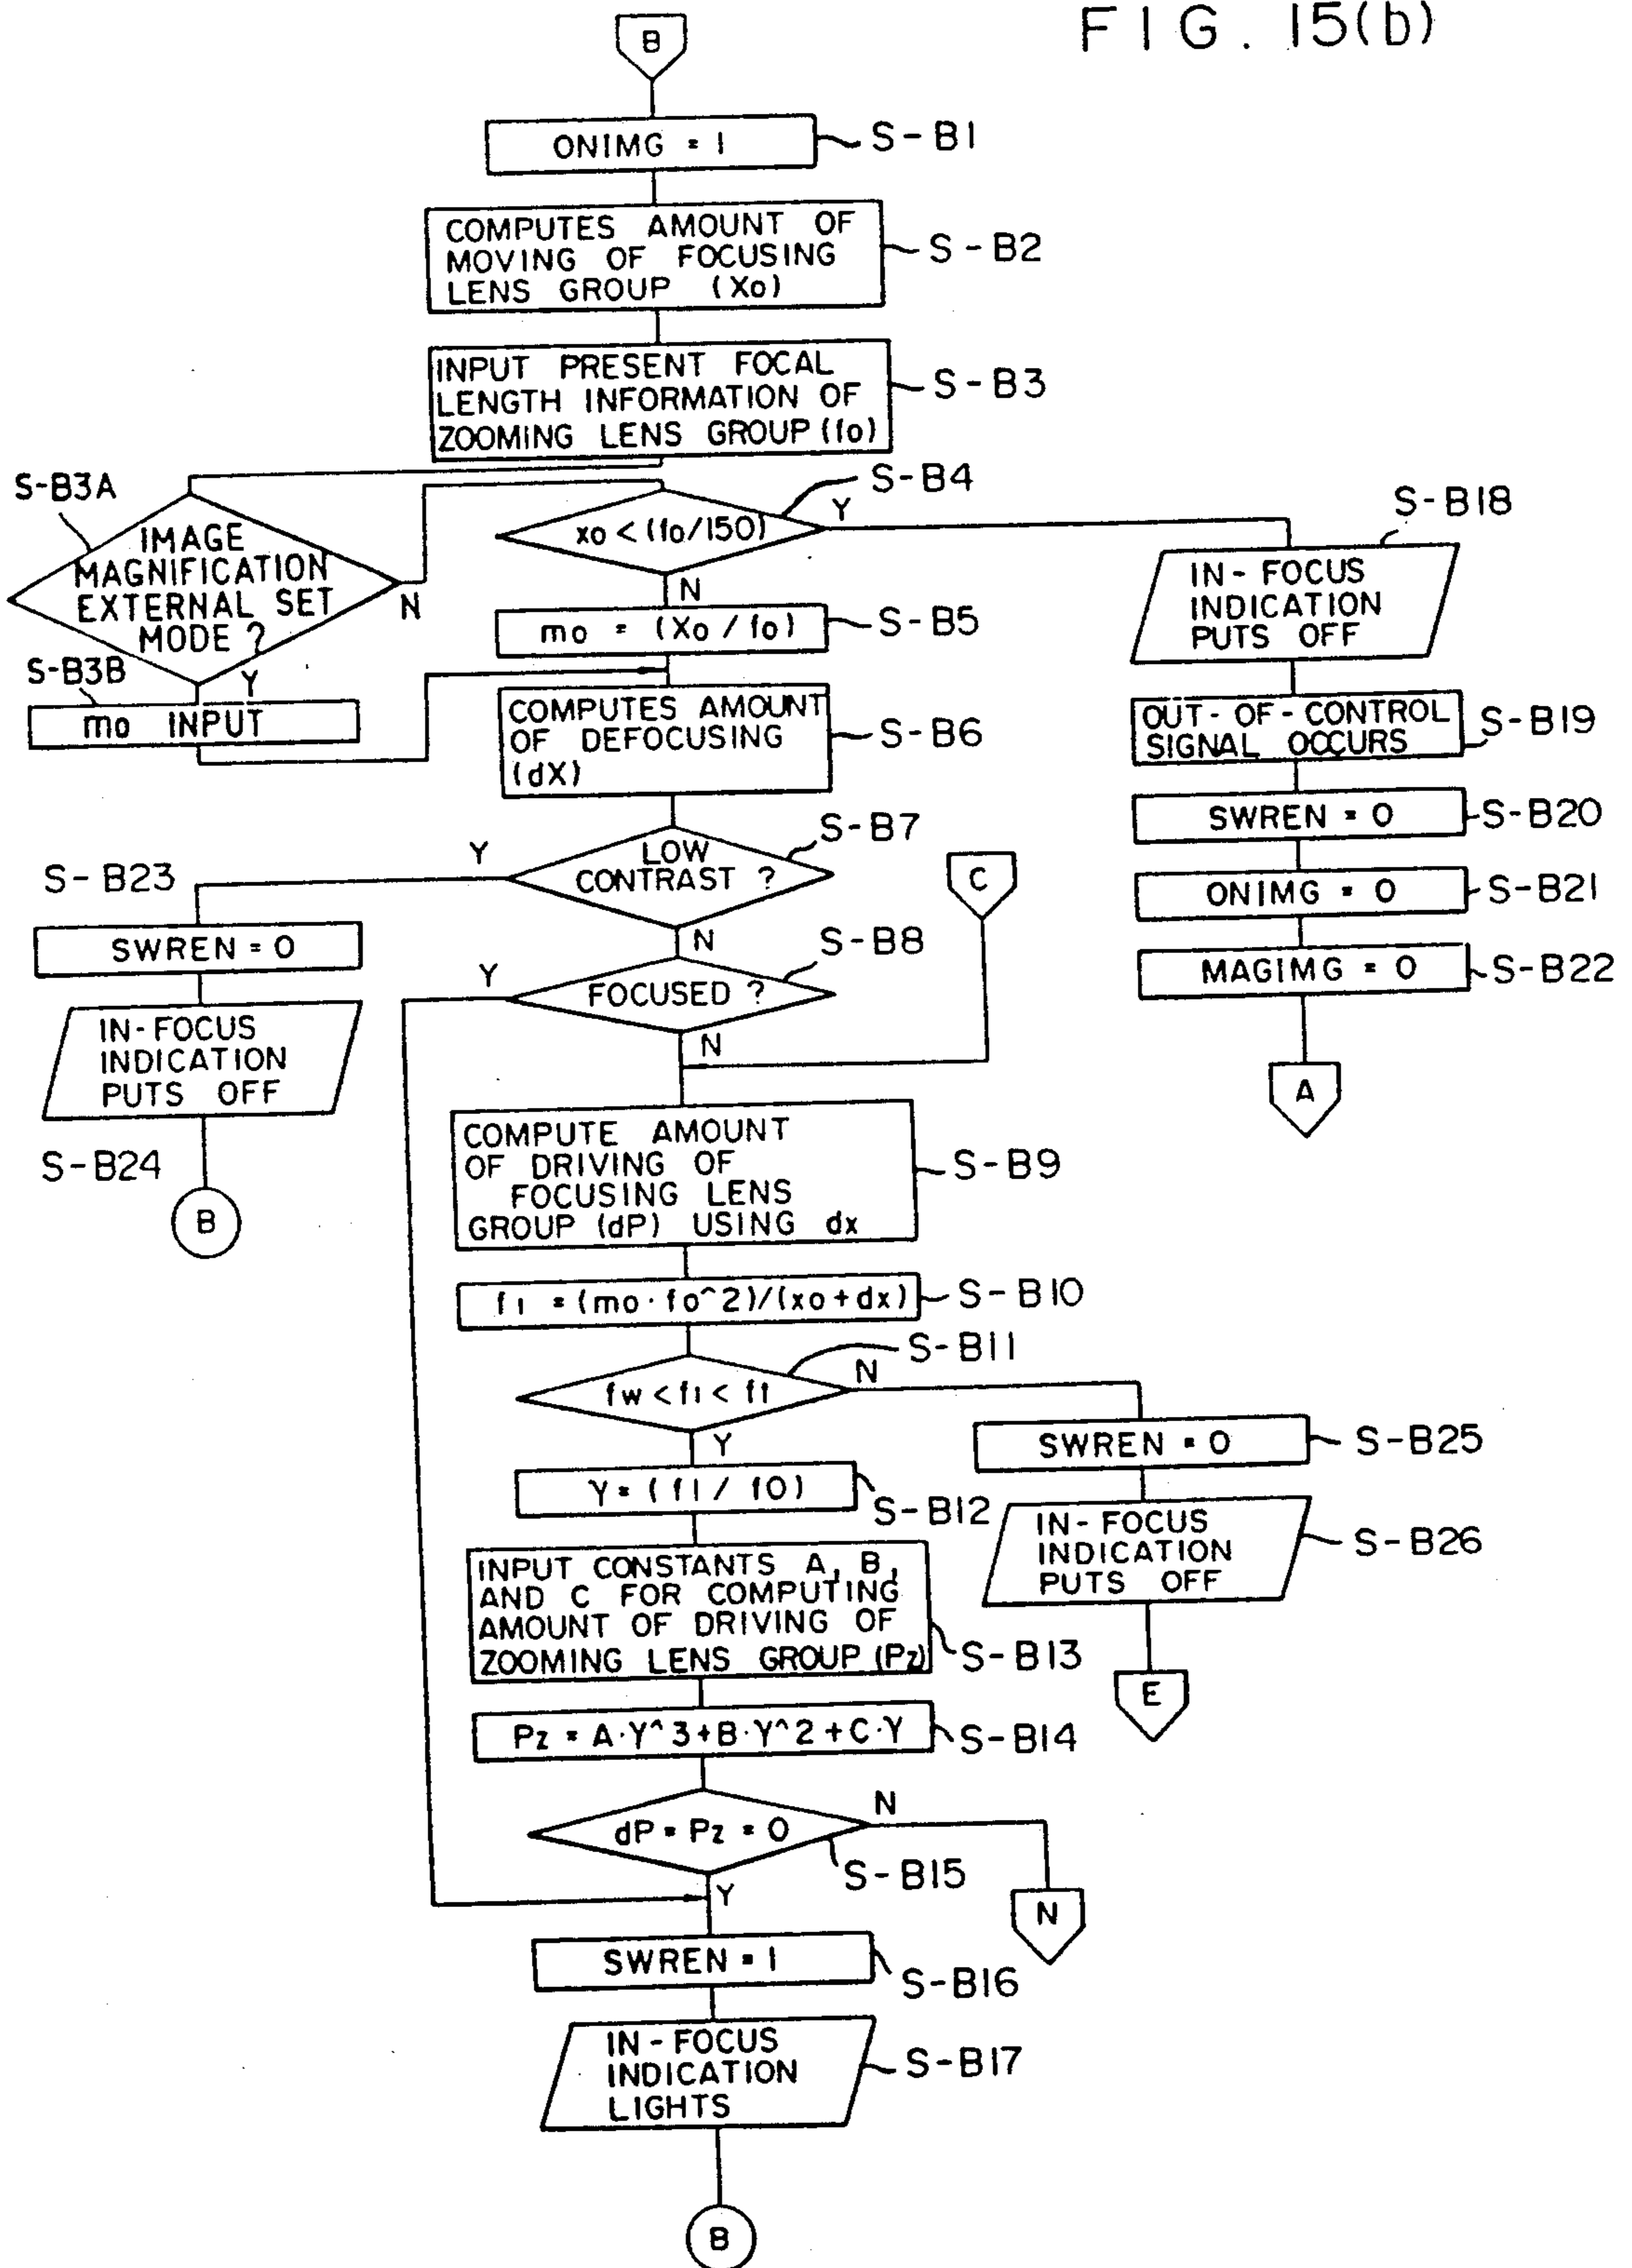 FIG. 15(b)
B
ONIMG = 1
S-B1
COMPUTES AMOUNT OF
MOVING OF FOCUSING
LENS GROUP (Xo)
S-B2
INPUT PRESENT FOCAL
LENGTH INFORMATION OF
ZOOMING LENS GROUP (fo)
S-B3
S-B3A
IMAGE
MAGNIFICATION
EXTERNAL SET
MODE ?
N
Y
S-B3B
mo INPUT
S-B4
xo < (fo/150)
Y
N
mo = (Xo / fo)
S-B5
COMPUTES AMOUNT
OF DEFOCUSING
(dX)
S-B6
S-B7
LOW
CONTRAST ?
Y
N
S-B8
FOCUSED ?
Y
N
C
S-B18
IN-FOCUS
INDICATION
PUTS OFF
OUT-OF-CONTROL
SIGNAL OCCURS
S-B19
SWREN = 0
S-B20
ONIMG = 0
S-B21
MAGIMG = 0
S-B22
A
S-B23
SWREN = 0
IN-FOCUS
INDICATION
PUTS OFF
S-B24
B
COMPUTE AMOUNT
OF DRIVING OF
FOCUSING LENS
GROUP (dP) USING dx
S-B9
f1 = (mo·fo^2)/(xo+dx)
S-B10
S-B11
fw < f1 < ft
N
Y
SWREN = 0
S-B25
IN-FOCUS
INDICATION
PUTS OFF
S-B26
E
γ = (f1 / f0)
S-B12
INPUT CONSTANTS A, B,
AND C FOR COMPUTING
AMOUNT OF DRIVING OF
ZOOMING LENS GROUP (Pz)
S-B13
Pz = A·γ^3+B·γ^2+C·γ
S-B14
dP = Pz = 0
N
S-B15
Y
N
SWREN = 1
S-B16
IN-FOCUS
INDICATION
LIGHTS
S-B17
B